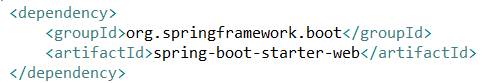 <dependency>
    <groupId>org.springframework.boot</groupId>
    <artifactId>spring-boot-starter-web</artifactId>
</dependency>